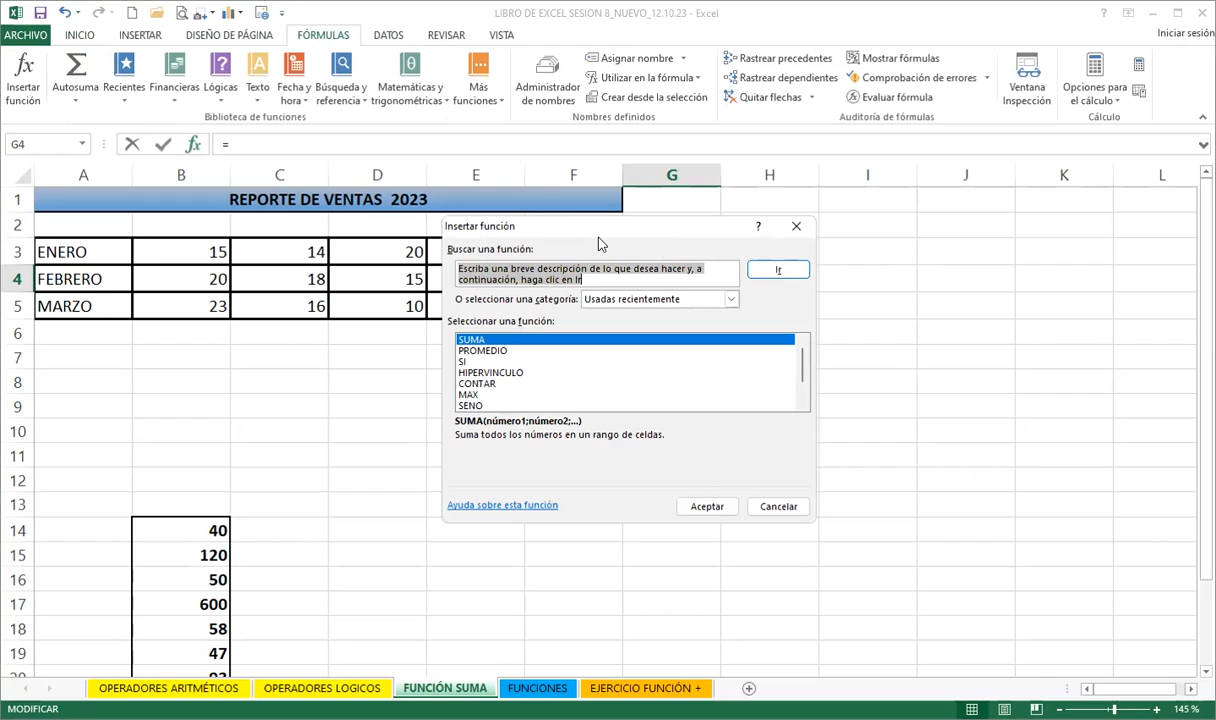 LIBRO DE EXCEL SESION 8_NUEVO_12.10.23 - Excel
ARCHIVO INICIO INSERTAR DISEÑO DE PÁGINA FÓRMULAS DATOS REVISAR VISTA Iniciar sesión
Insertar función
Autosuma
Recientes
Financieras
Lógicas
Texto
Fecha y hora
Búsqueda y referencia
Matemáticas y trigonométricas
Más funciones
Biblioteca de funciones
Administrador de nombres
Asignar nombre
Utilizar en la fórmula
Crear desde la selección
Nombres definidos
Rastrear precedentes
Rastrear dependientes
Quitar flechas
Mostrar fórmulas
Comprobación de errores
Evaluar fórmula
Auditoría de fórmulas
Ventana Inspección
Opciones para el cálculo
Cálculo
G4 fx =
A B C D E F G H I J K L
1 REPORTE DE VENTAS 2023
2
3 ENERO 15 14 20
4 FEBRERO 20 18 15
5 MARZO 23 16 10
6
7
8
9
10
11
12
13
14 40
15 120
16 50
17 600
18 58
19 47
Insertar función ?
Buscar una función:
Escriba una breve descripción de lo que desea hacer y, a
continuación, haga clic en Ir
Ir
O seleccionar una categoría: Usadas recientemente
Seleccionar una función:
SUMA
PROMEDIO
SI
HIPERVINCULO
CONTAR
MAX
SENO
SUMA(número1;número2;...)
Suma todos los números en un rango de celdas.
Ayuda sobre esta función Aceptar Cancelar
OPERADORES ARITMÉTICOS OPERADORES LOGICOS FUNCIÓN SUMA FUNCIONES EJERCICIO FUNCIÓN +
MODIFICAR 145 %